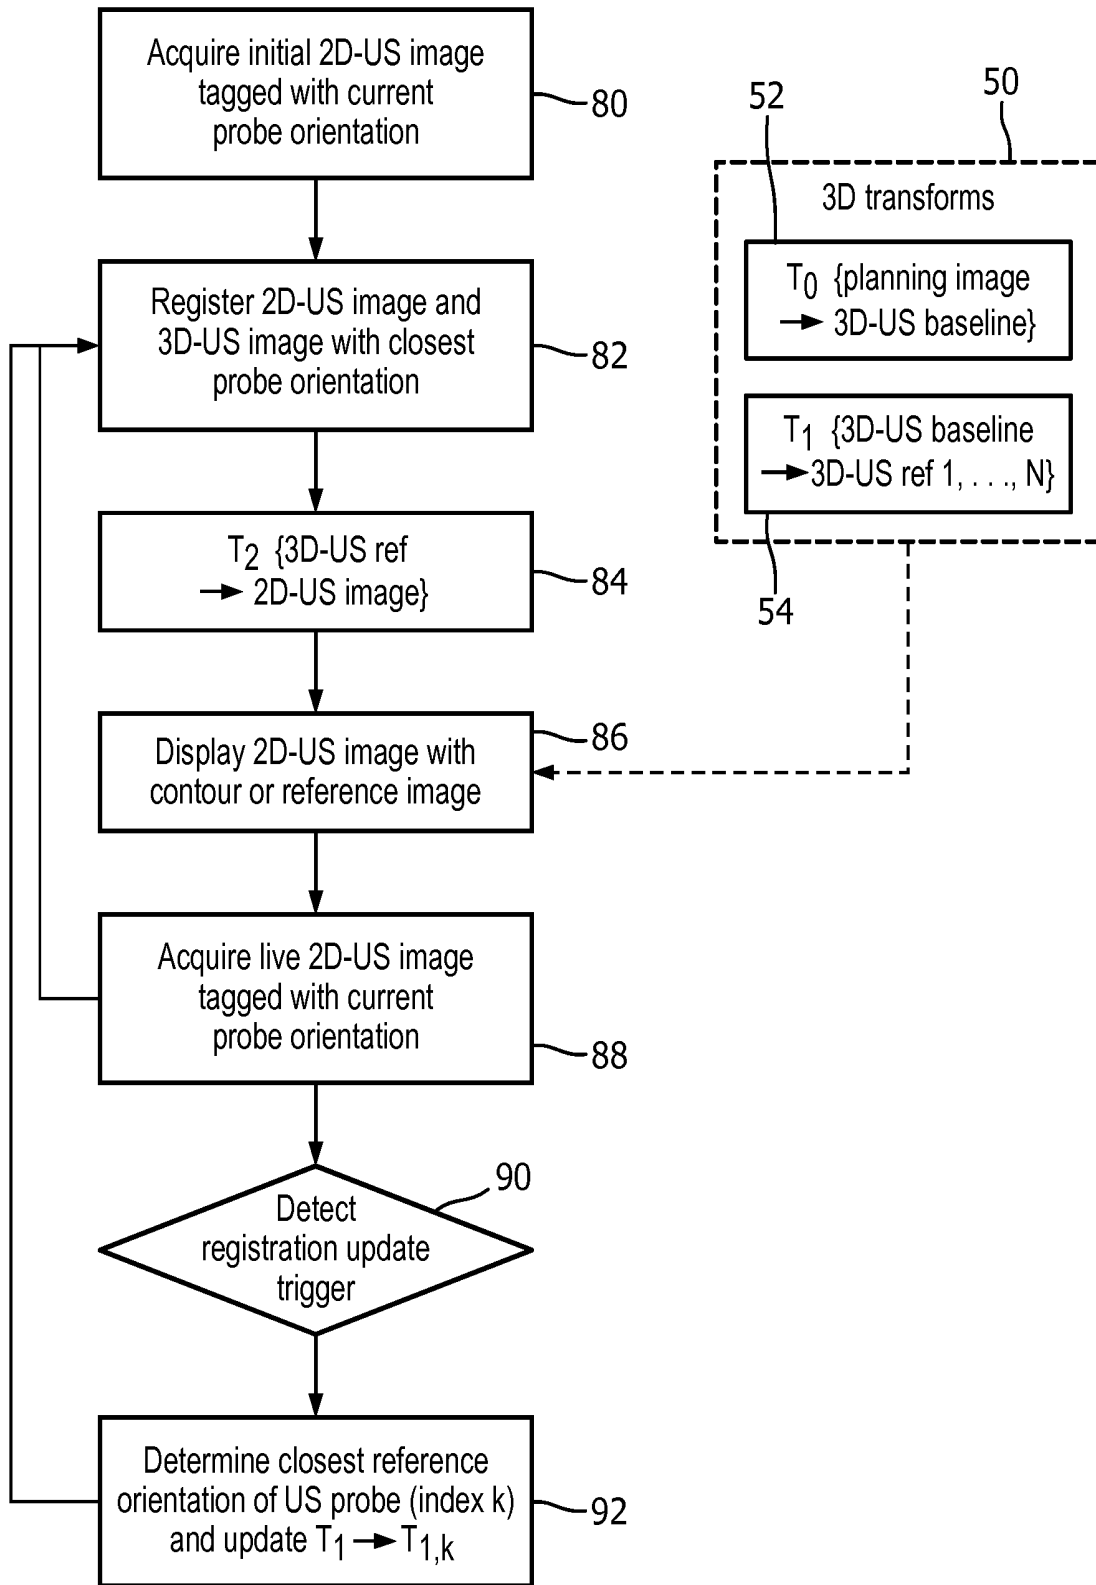 Acquire initial 2D-US image
tagged with current
probe orientation
80
Register 2D-US image and
3D-US image with closest
probe orientation
82
T2 {3D-US ref
→ 2D-US image}
84
Display 2D-US image with
contour or reference image
86
Acquire live 2D-US image
tagged with current
probe orientation
88
Detect
registration update
trigger
90
Determine closest reference
orientation of US probe (index k)
and update T1 → T1,k
92
50
52
3D transforms
T0 {planning image
→ 3D-US baseline}
T1 {3D-US baseline
→ 3D-US ref 1, . . ., N}
54